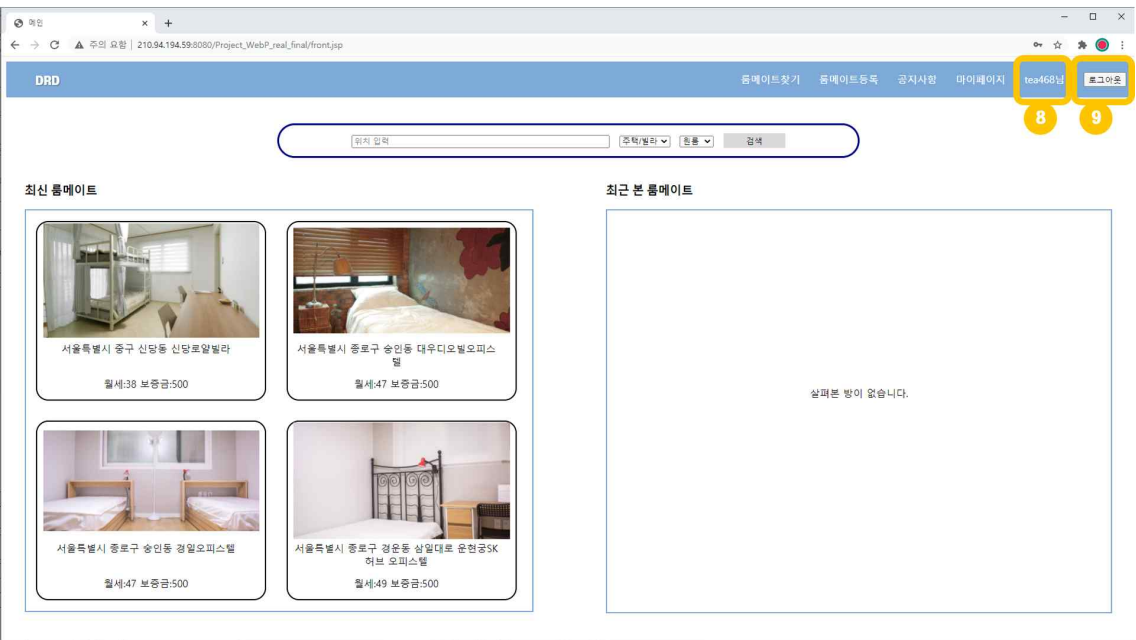 메인
주의 요함 | 210.94.194.59:8080/Project_WebP_real_final/front.jsp
DRD 룸메이트찾기 룸메이트등록 공지사항 마이페이지 tea468님 로그아웃
8 9
위치 입력 주택/빌라 원룸 검색
최신 룸메이트
서울특별시 중구 신당동 신당로얄빌라
월세:38 보증금:500
서울특별시 종로구 숭인동 대우디오빌오피스
텔
월세:47 보증금:500
서울특별시 종로구 숭인동 경일오피스텔
월세:47 보증금:500
서울특별시 종로구 경운동 삼일대로 운현궁SK
허브 오피스텔
월세:49 보증금:500
최근 본 룸메이트
살펴본 방이 없습니다.